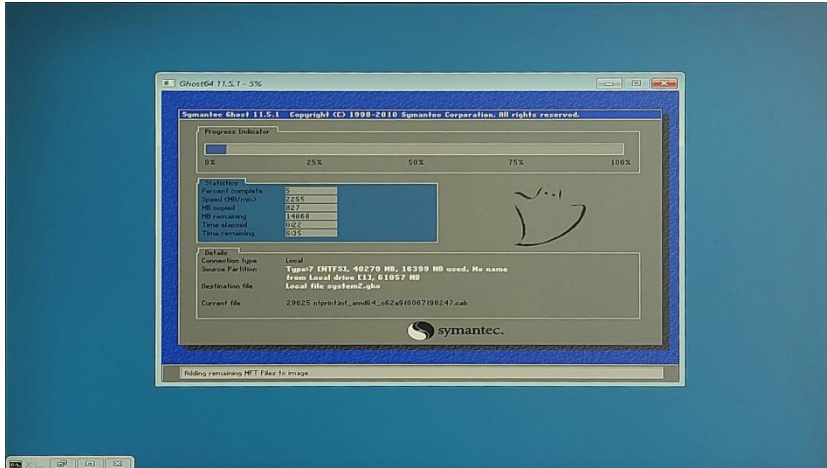 Ghost64 11.5.1 - 5%
Symantec Ghost 11.5.1 Copyright (C) 1998-2010 Symantec Corporation. All rights reserved.
Progress Indicator
0% 25% 50% 75% 100%
Statistics
Percent complete 5
Speed (MB/min) 2255
MB copied 827
MB remaining 14868
Time elapsed 0:22
Time remaining 6:35
Details
Connection type Local
Source Partition Type:7 [NTFS], 40270 MB, 16399 MB used, No name
from Local drive [1], 61057 MB
Destination file Local file system2.gho
Current file 29625 ntprint.inf_amd64_c62a9f8067f98247.cab
symantec.
Adding remaining MFT Files to image